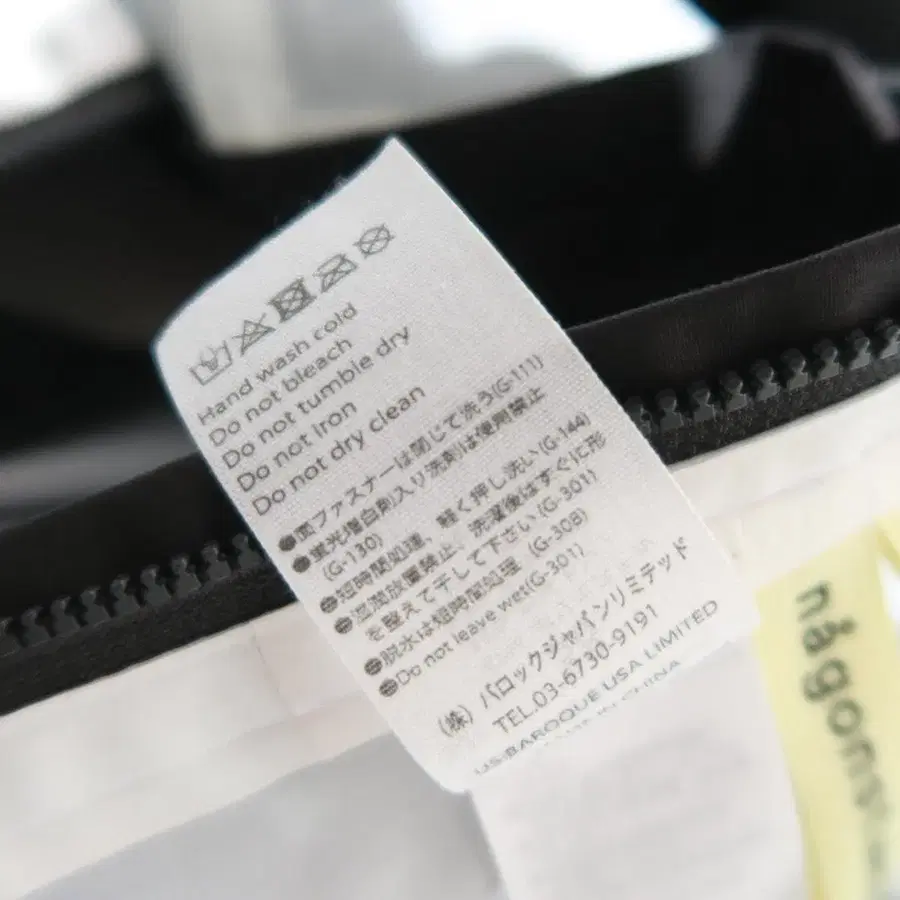 Hand wash cold
Do not bleach
Do not tumble dry
Do not iron
Do not dry clean
●面ファスナーは閉じて洗う(G-111)
●蛍光増白剤入り洗剤は使用禁止
(G-130)
●短時間処理、軽く押し洗い(G-144)
●湿潤放置禁止、洗濯後はすぐに形
を整えて干して下さい(G-301)
●脱水は短時間処理 (G-308)
●Do not leave wet(G-301)
(株) バロックジャパンリミテッド
TEL.03-6730-9191
US:BAROQUE USA LIMITED
MADE IN CHINA
någons